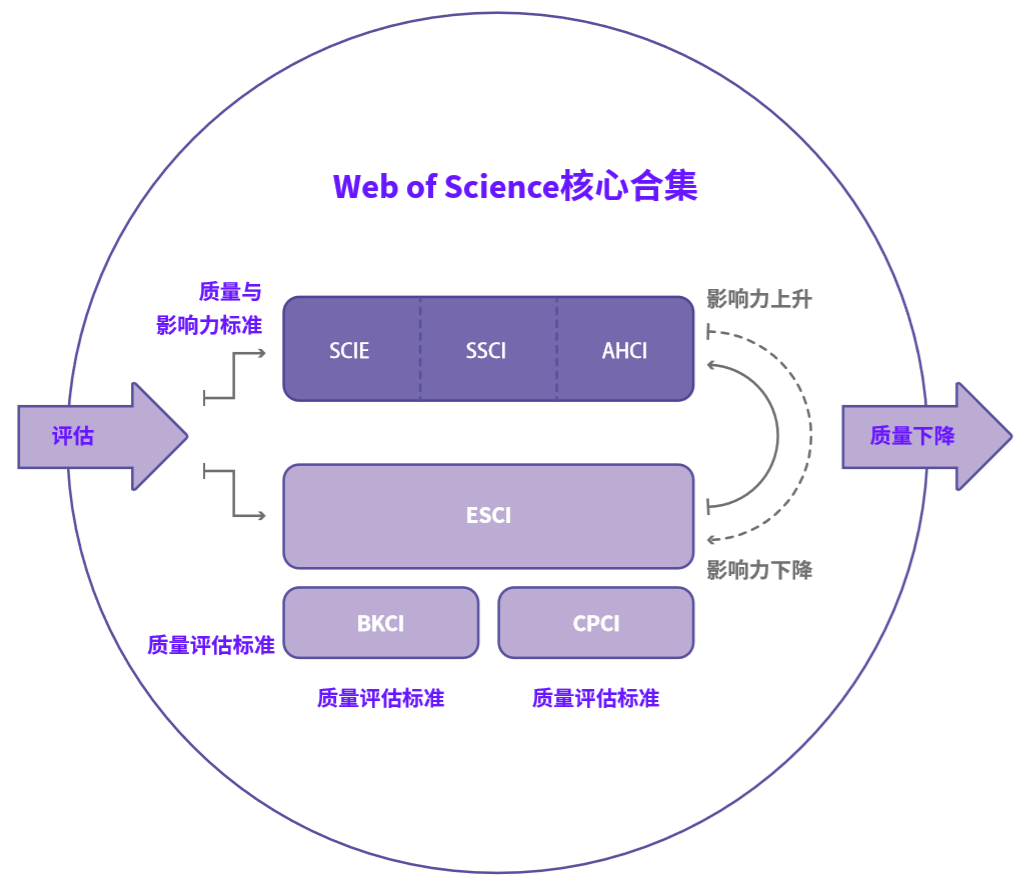 Web of Science核心合集
质量与
影响力标准
SCIE
SSCI
AHCI
影响力上升
评估
质量下降
ESCI
影响力下降
BKCI
CPCI
质量评估标准
质量评估标准
质量评估标准